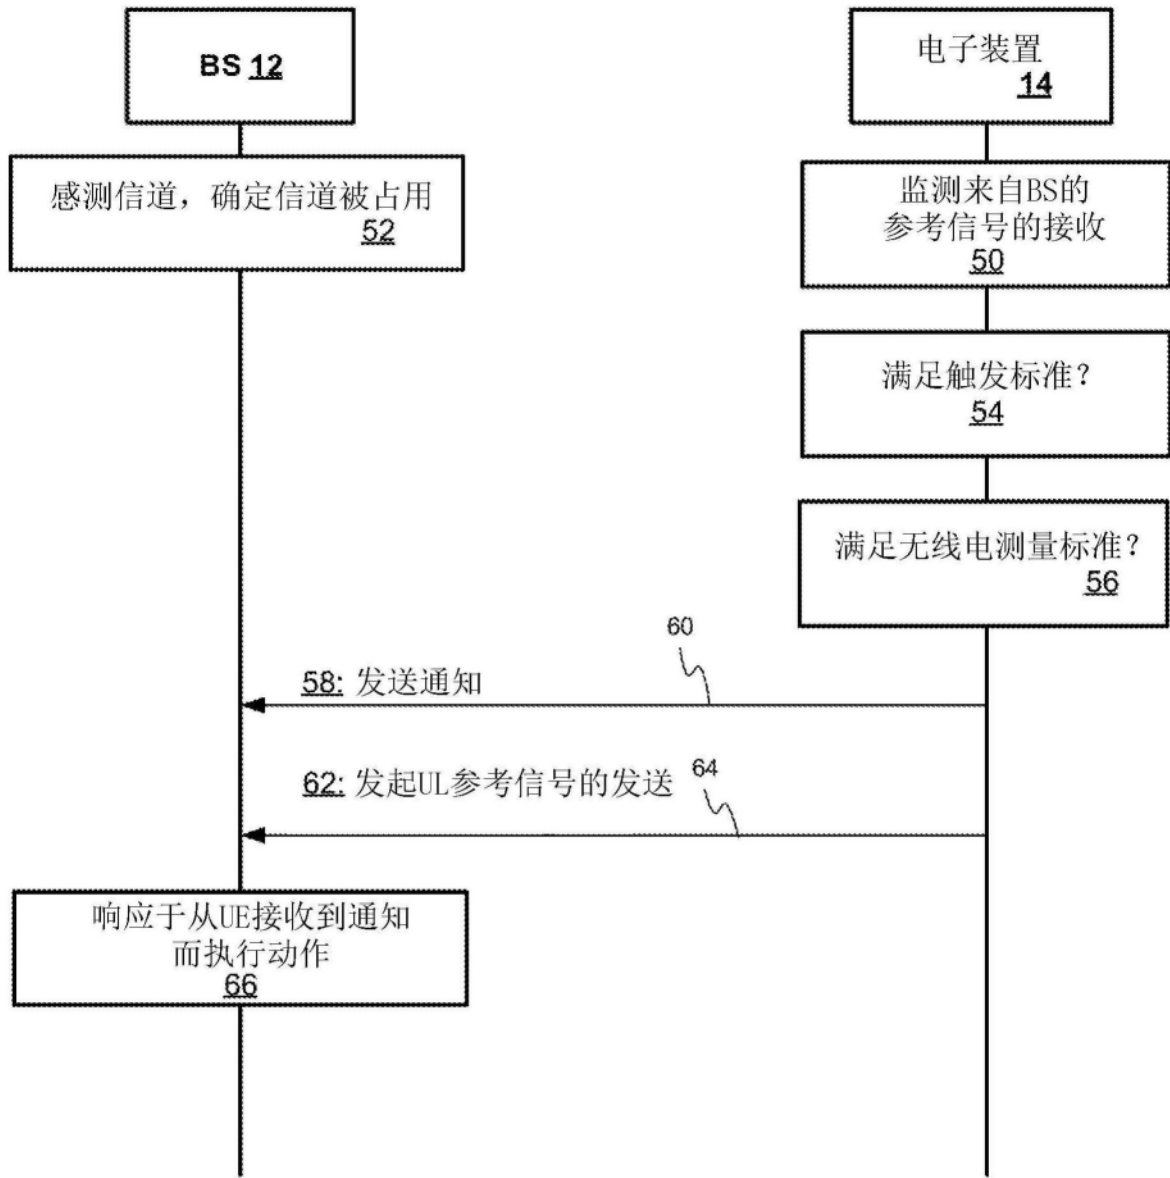 BS 12
电子装置
14
感测信道，确定信道被占用
52
监测来自BS的
参考信号的接收
50
满足触发标准？
54
满足无线电测量标准？
56
60
58: 发送通知
62: 发起UL参考信号的发送
64
响应于从UE接收到通知
而执行动作
66